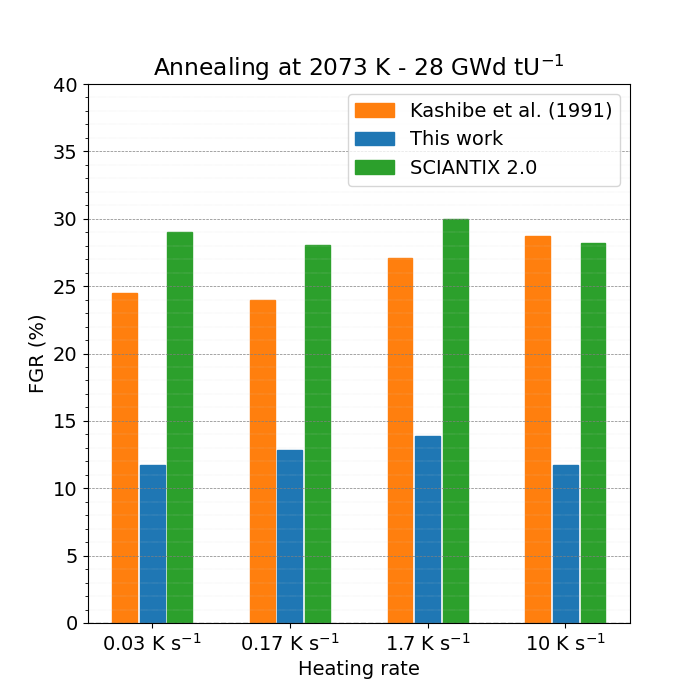 Annealing at 2073 K - 28 GWd tU⁻¹
Kashibe et al. (1991)
This work
SCIANTIX 2.0
FGR (%)
40
35
30
25
20
15
10
5
0
0.03 K s⁻¹ 0.17 K s⁻¹ 1.7 K s⁻¹ 10 K s⁻¹
Heating rate